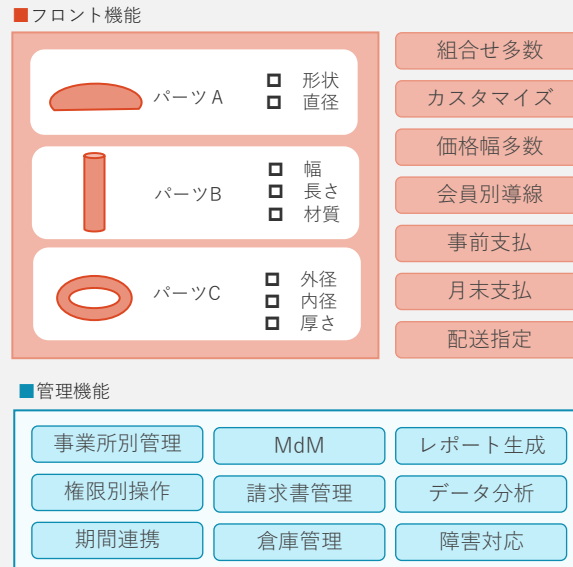 ■フロント機能
パーツA
形状
直径
パーツB
幅
長さ
材質
パーツC
外径
内径
厚さ
組合せ多数
カスタマイズ
価格幅多数
会員別導線
事前支払
月末支払
配送指定
■管理機能
事業所別管理
MdM
レポート生成
権限別操作
請求書管理
データ分析
期間連携
倉庫管理
障害対応